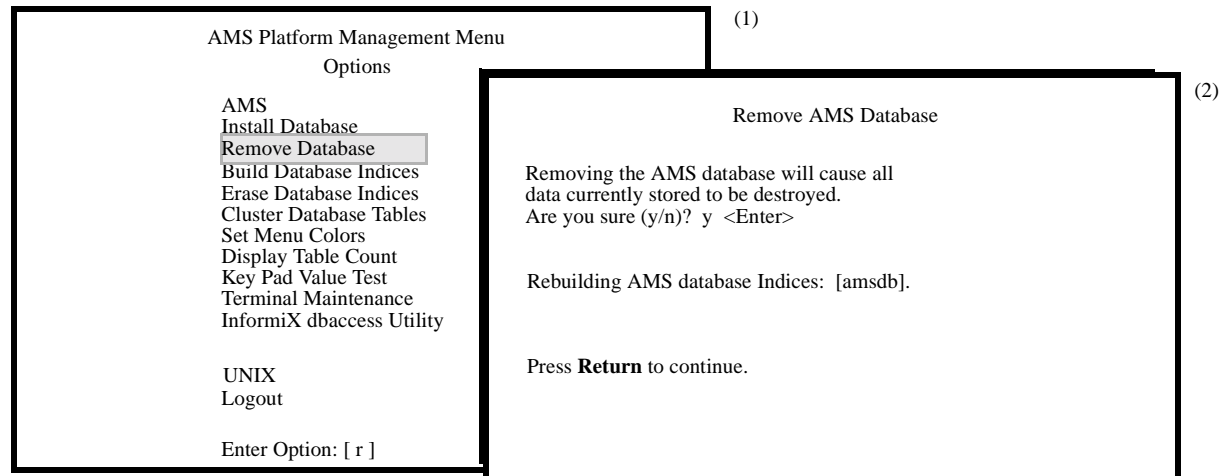 (1)
AMS Platform Management Menu
Options
AMS
Install Database
Remove Database
Build Database Indices
Erase Database Indices
Cluster Database Tables
Set Menu Colors
Display Table Count
Key Pad Value Test
Terminal Maintenance
InformiX dbaccess Utility
UNIX
Logout
Enter Option: [ r ]
(2)
Remove AMS Database
Removing the AMS database will cause all
data currently stored to be destroyed.
Are you sure (y/n)? y <Enter>
Rebuilding AMS database Indices: [amsdb].
Press Return to continue.